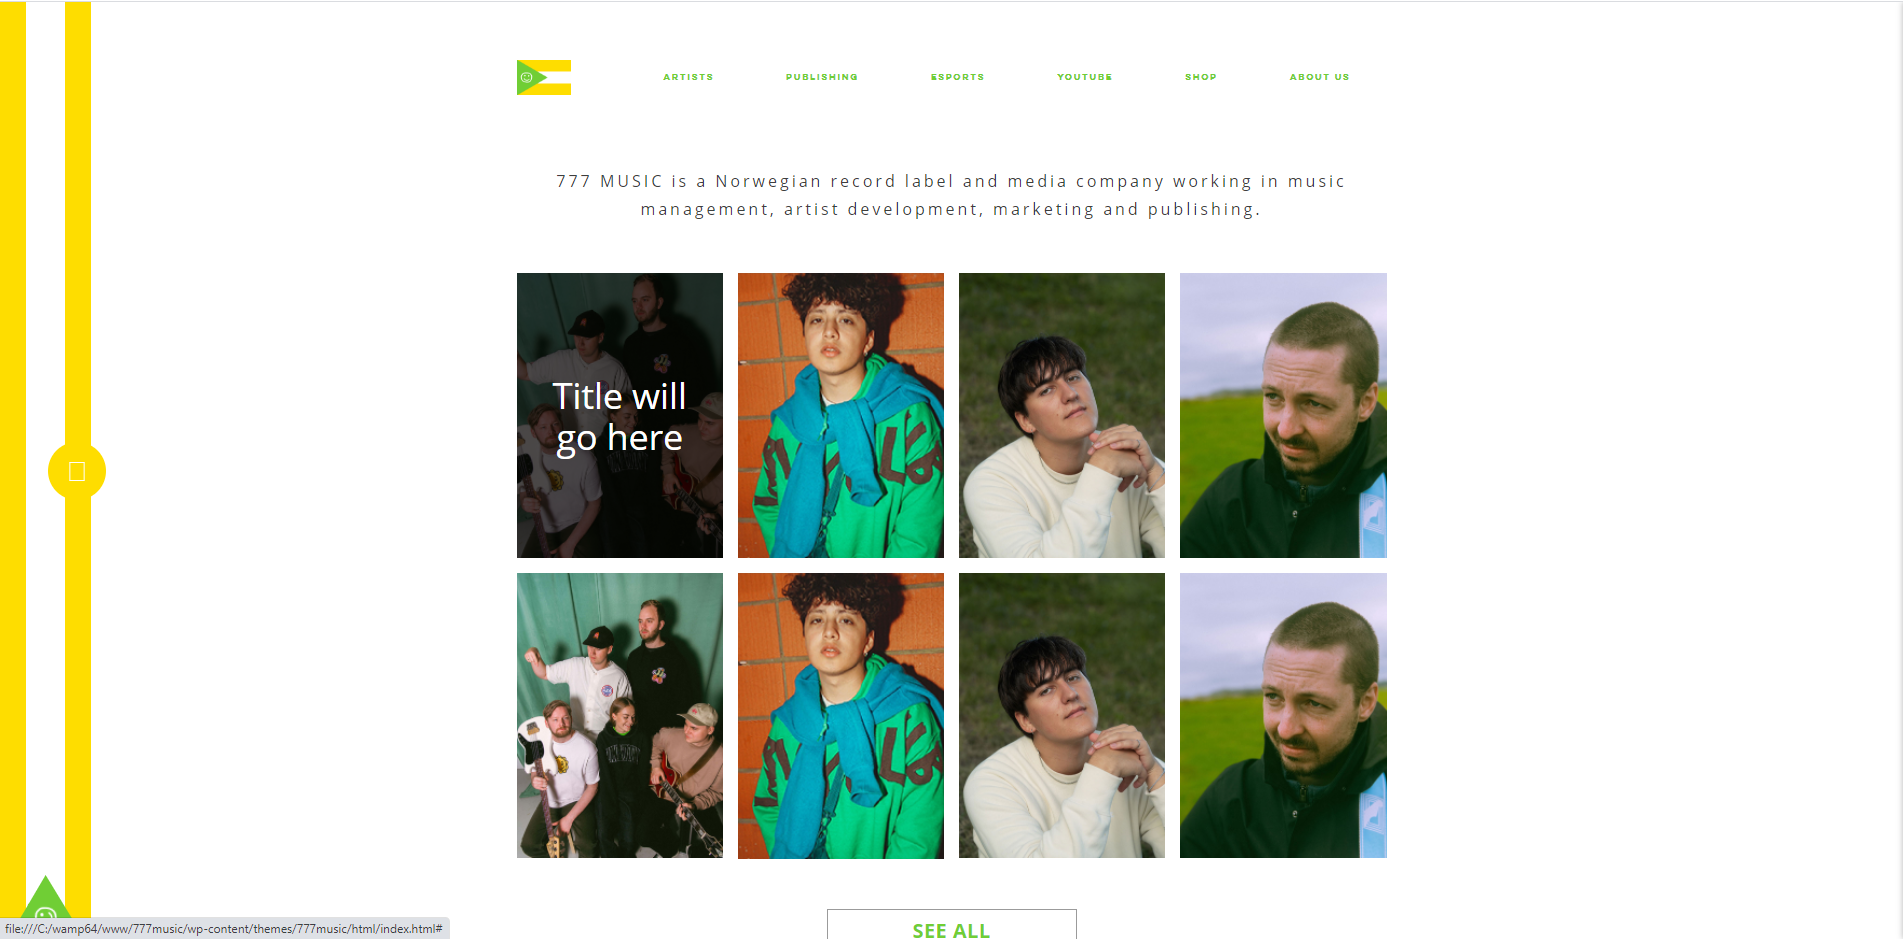 ARTISTS PUBLISHING ESPORTS YOUTUBE SHOP ABOUT US
777 MUSIC is a Norwegian record label and media company working in music
management, artist development, marketing and publishing.
Title will
go here
SEE ALL
file:///C:/wamp64/www/777music/wp-content/themes/777music/html/index.html#